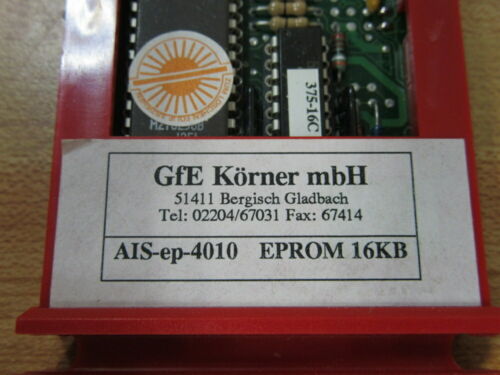 375-16C
GfE Körner mbH
51411 Bergisch Gladbach
Tel: 02204/67031 Fax: 67414
AIS-ep-4010 EPROM 16KB